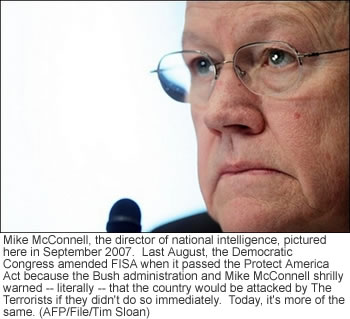 Mike McConnell, the director of national intelligence, pictured
here in September 2007.  Last August, the Democratic
Congress amended FISA when it passed the Protect America
Act because the Bush administration and Mike McConnell shrilly
warned -- literally -- that the country would be attacked by The
Terrorists if they didn't do so immediately.  Today, it's more of the
same. (AFP/File/Tim Sloan)